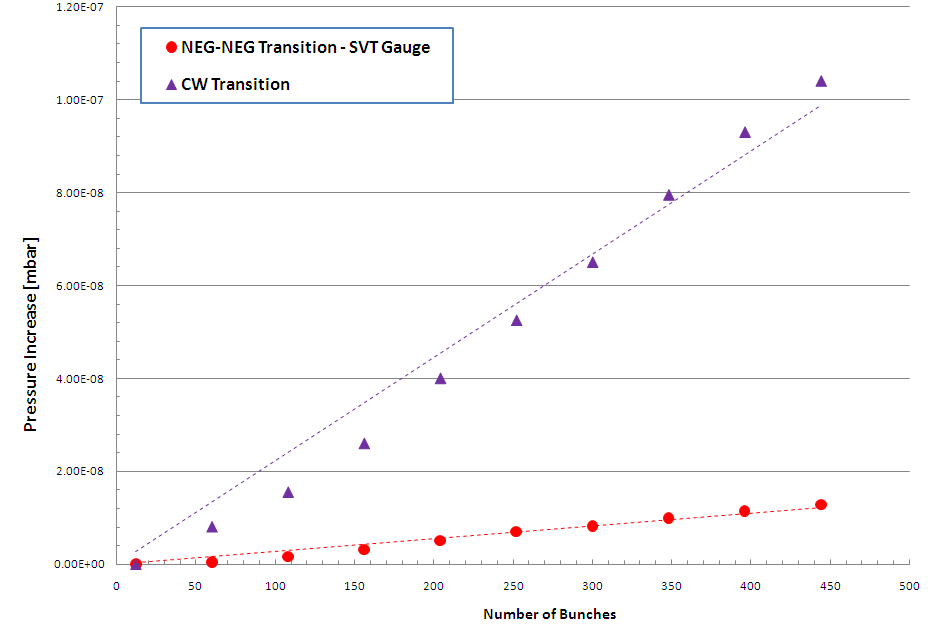 1.20E-07
NEG-NEG Transition - SVT Gauge
CW Transition
1.00E-07
8.00E-08
6.00E-08
4.00E-08
2.00E-08
0.00E+00
Pressure Increase [mbar]
0 50 100 150 200 250 300 350 400 450 500
Number of Bunches